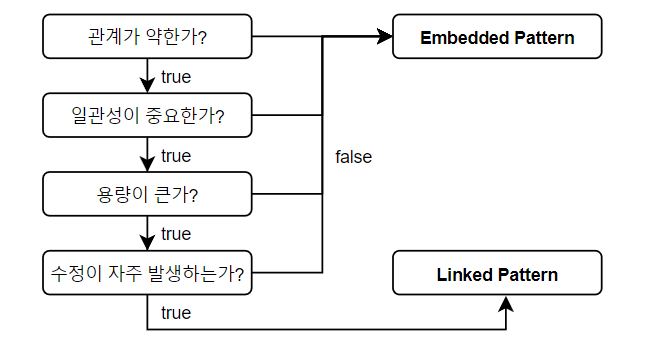 관계가 약한가?
Embedded Pattern
true
일관성이 중요한가?
true
false
용량이 큰가?
true
수정이 자주 발생하는가?
Linked Pattern
true